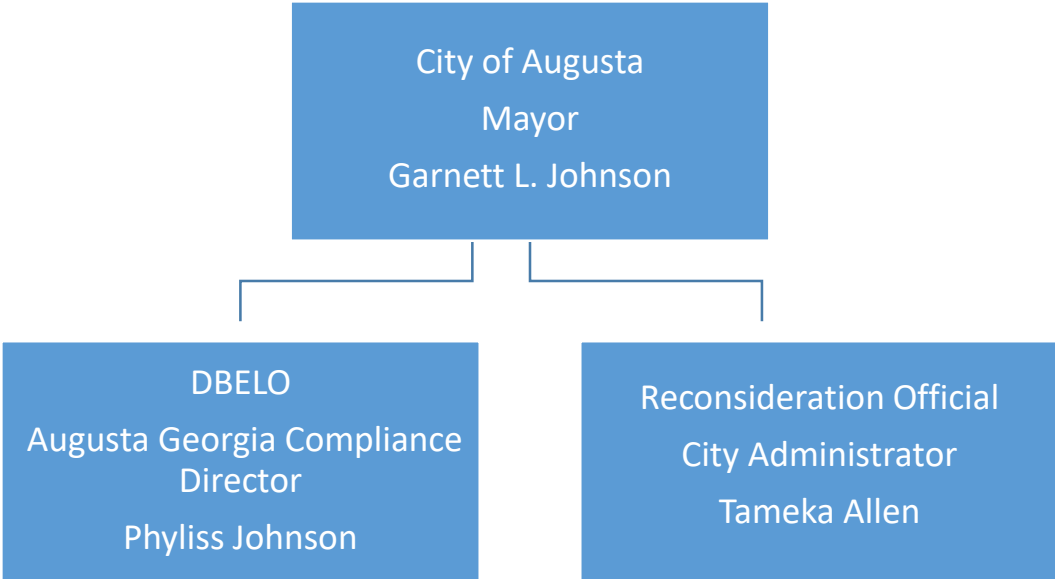 City of Augusta
Mayor
Garnett L. Johnson
DBELO
Augusta Georgia Compliance
Director
Phyliss Johnson
Reconsideration Official
City Administrator
Tameka Allen